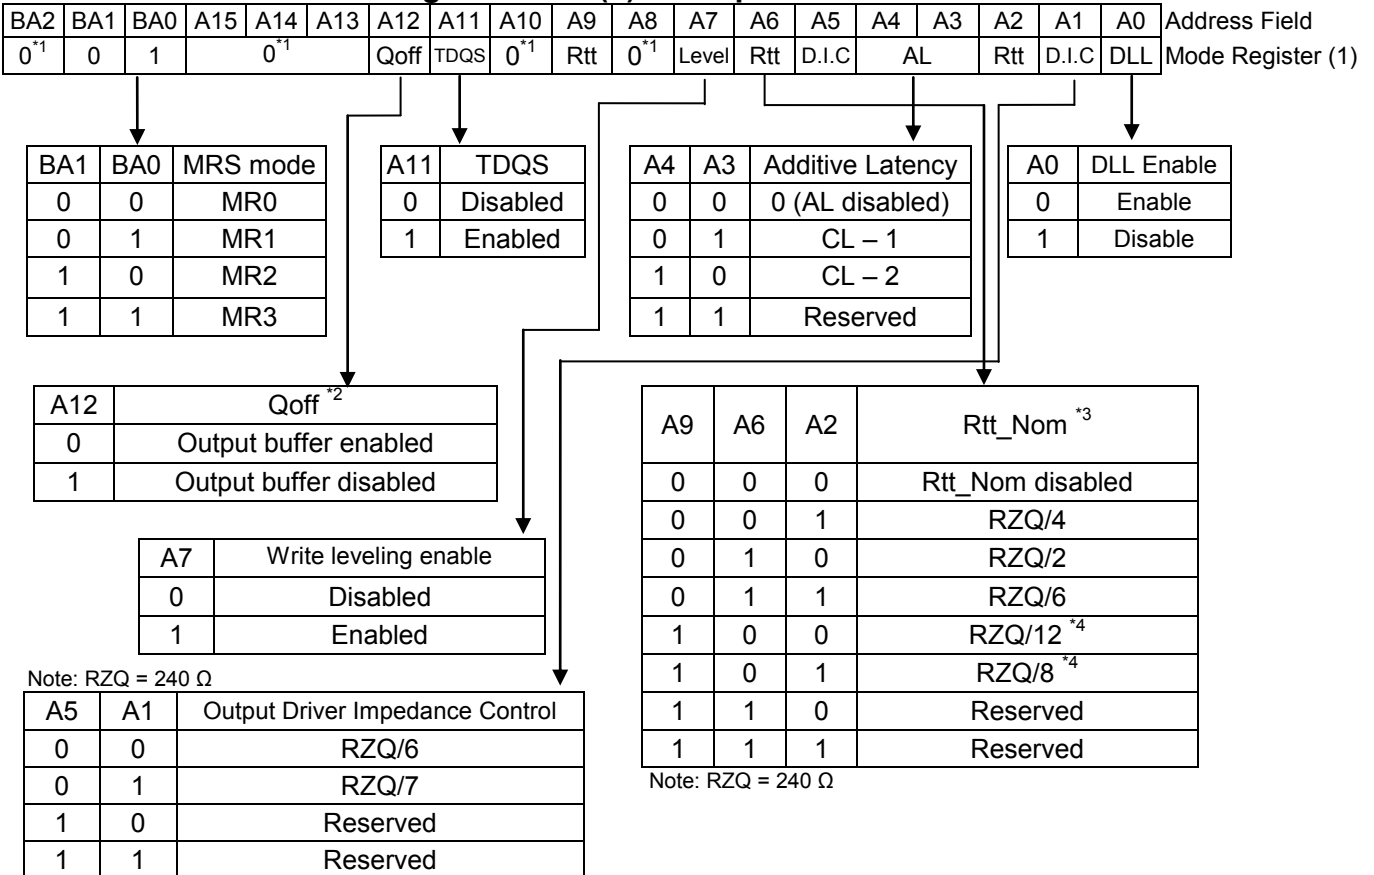 BA2 BA1 BA0 A15 A14 A13 A12 A11 A10 A9 A8 A7 A6 A5 A4 A3 A2 A1 A0 Address Field
0*1 0 1 0*1 Qoff TDQS 0*1 Rtt 0*1 Level Rtt D.I.C AL Rtt D.I.C DLL Mode Register (1)
BA1 BA0 MRS mode
0 0 MR0
0 1 MR1
1 0 MR2
1 1 MR3
A11 TDQS
0 Disabled
1 Enabled
A4 A3 Additive Latency
0 0 0 (AL disabled)
0 1 CL – 1
1 0 CL – 2
1 1 Reserved
A0 DLL Enable
0 Enable
1 Disable
A12 Qoff *2
0 Output buffer enabled
1 Output buffer disabled
A7 Write leveling enable
0 Disabled
1 Enabled
Note: RZQ = 240 Ω
A5 A1 Output Driver Impedance Control
0 0 RZQ/6
0 1 RZQ/7
1 0 Reserved
1 1 Reserved
A9 A6 A2 Rtt_Nom *3
0 0 0 Rtt_Nom disabled
0 0 1 RZQ/4
0 1 0 RZQ/2
0 1 1 RZQ/6
1 0 0 RZQ/12 *4
1 0 1 RZQ/8 *4
1 1 0 Reserved
1 1 1 Reserved
Note: RZQ = 240 Ω